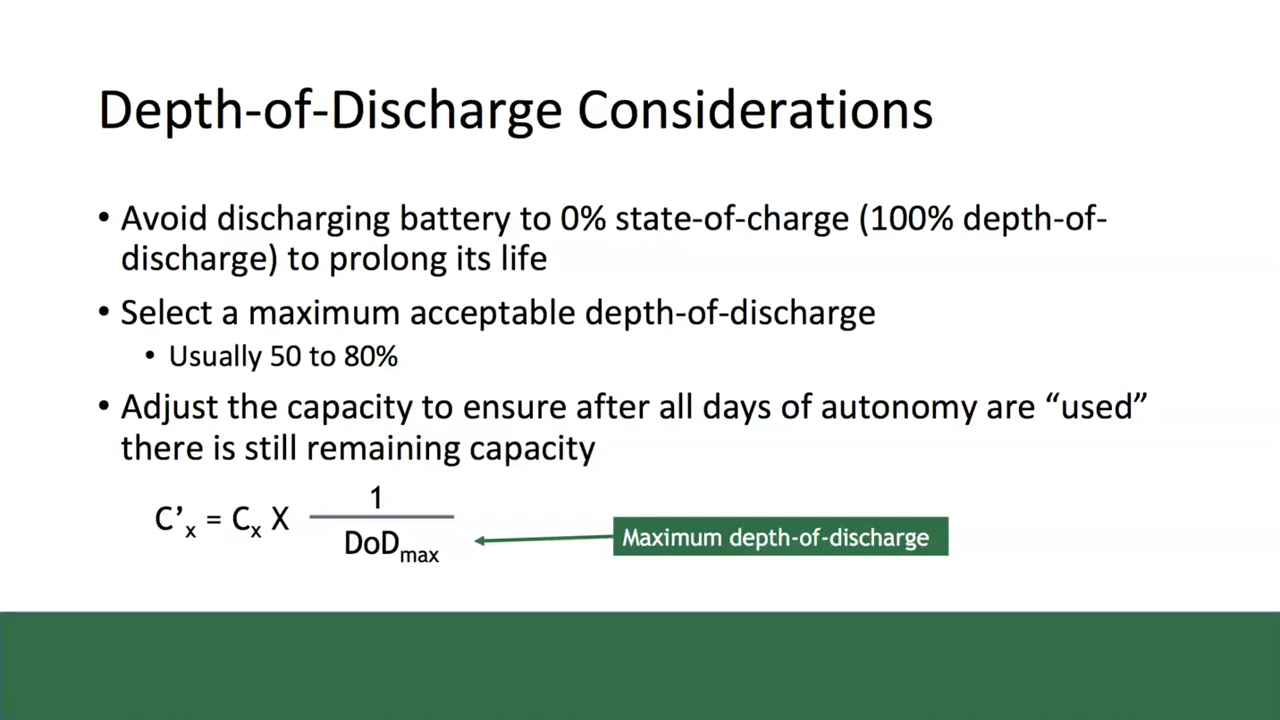 Depth-of-Discharge Considerations
• Avoid discharging battery to 0% state-of-charge (100% depth-of-
discharge) to prolong its life
• Select a maximum acceptable depth-of-discharge
• Usually 50 to 80%
• Adjust the capacity to ensure after all days of autonomy are “used”
there is still remaining capacity
1
C’x = Cx X
DoDmax
Maximum depth-of-discharge